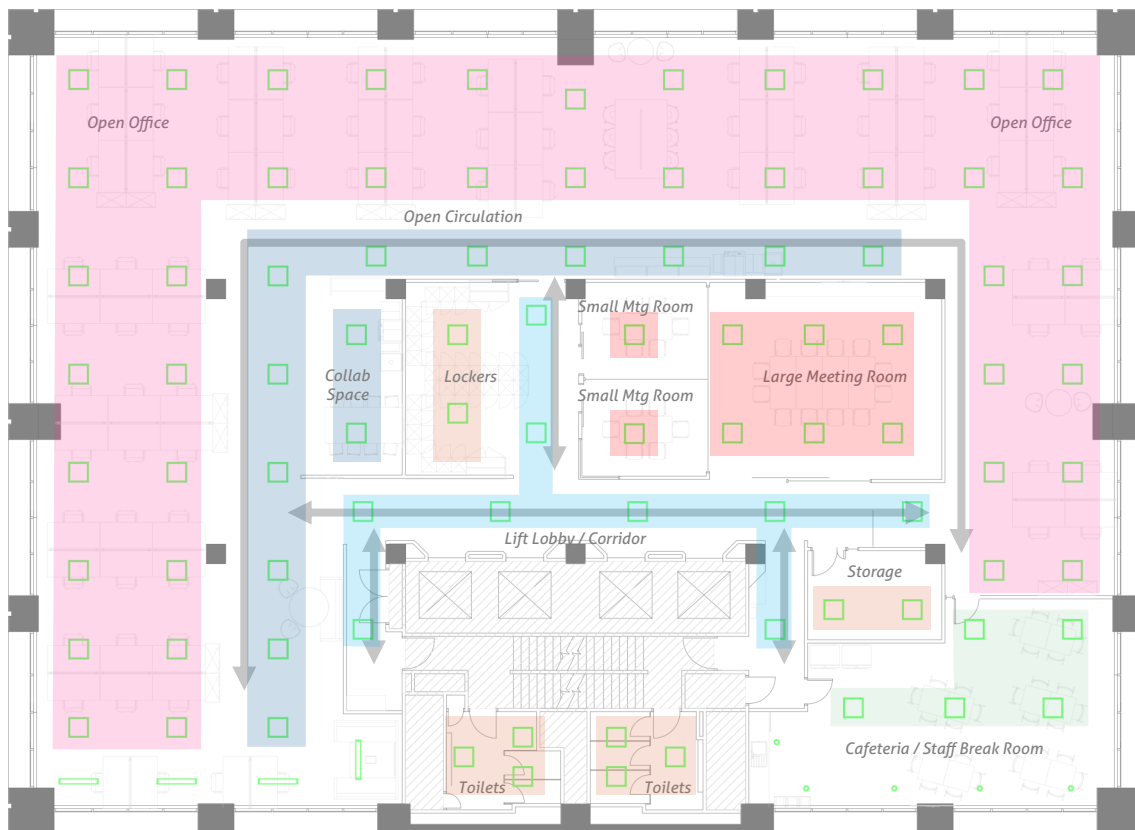 Open Office
Open Office
Open Circulation
Small Mtg Room
Collab
Space
Lockers
Large Meeting Room
Small Mtg Room
Lift Lobby / Corridor
Storage
Cafeteria / Staff Break Room
Toilets
Toilets